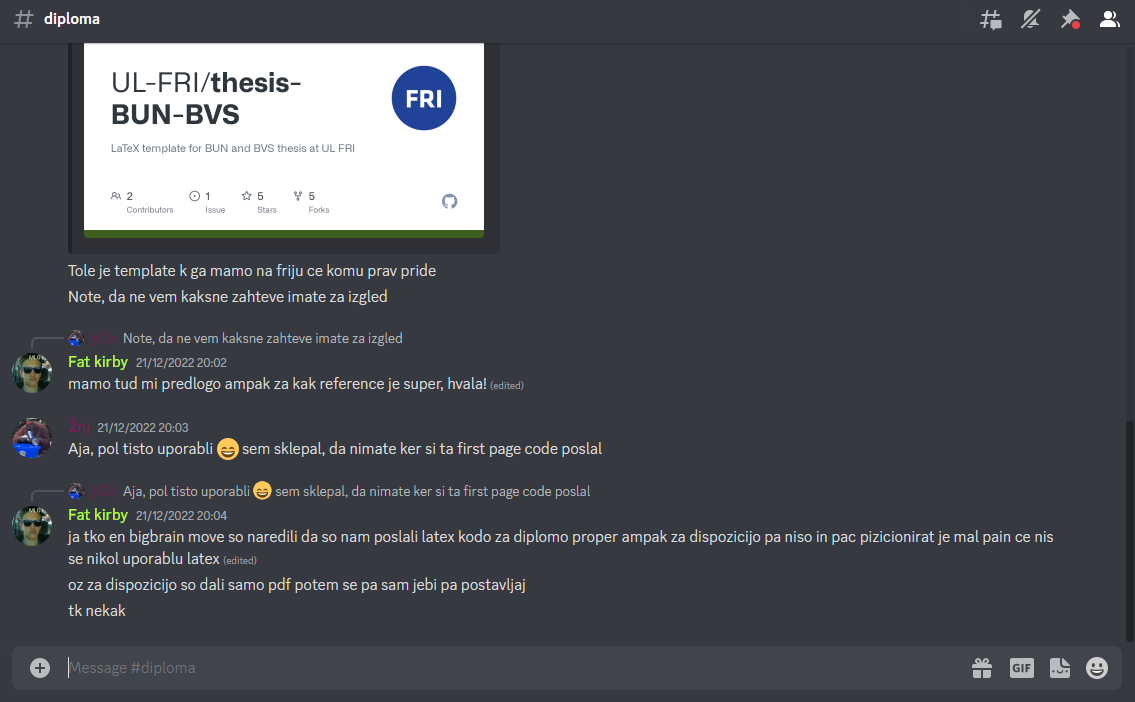 diploma
UL-FRI/thesis-
BUN-BVS
FRI
LaTeX template for BUN and BVS thesis at UL FRI
2 1 5 5
Contributors Issue Stars Forks
Tole je template k ga mamo na friju ce komu prav pride
Note, da ne vem kaksne zahteve imate za izgled
Note, da ne vem kaksne zahteve imate za izgled
Fat kirby 21/12/2022 20:02
mamo tud mi predlogo ampak za kak reference je super, hvala! (edited)
Žnj 21/12/2022 20:03
Aja, pol tisto uporabli 😄 sem sklepal, da nimate ker si ta first page code poslal
Aja, pol tisto uporabli 😄 sem sklepal, da nimate ker si ta first page code poslal
Fat kirby 21/12/2022 20:04
ja tko en bigbrain move so naredili da so nam poslali latex kodo za diplomo proper ampak za dispozicijo pa niso in pac pizicionirat je mal pain ce nis
se nikol uporablu latex (edited)
oz za dispozicijo so dali samo pdf potem se pa sam jebi pa postavljaj
tk nekak
Message #diploma
GIF